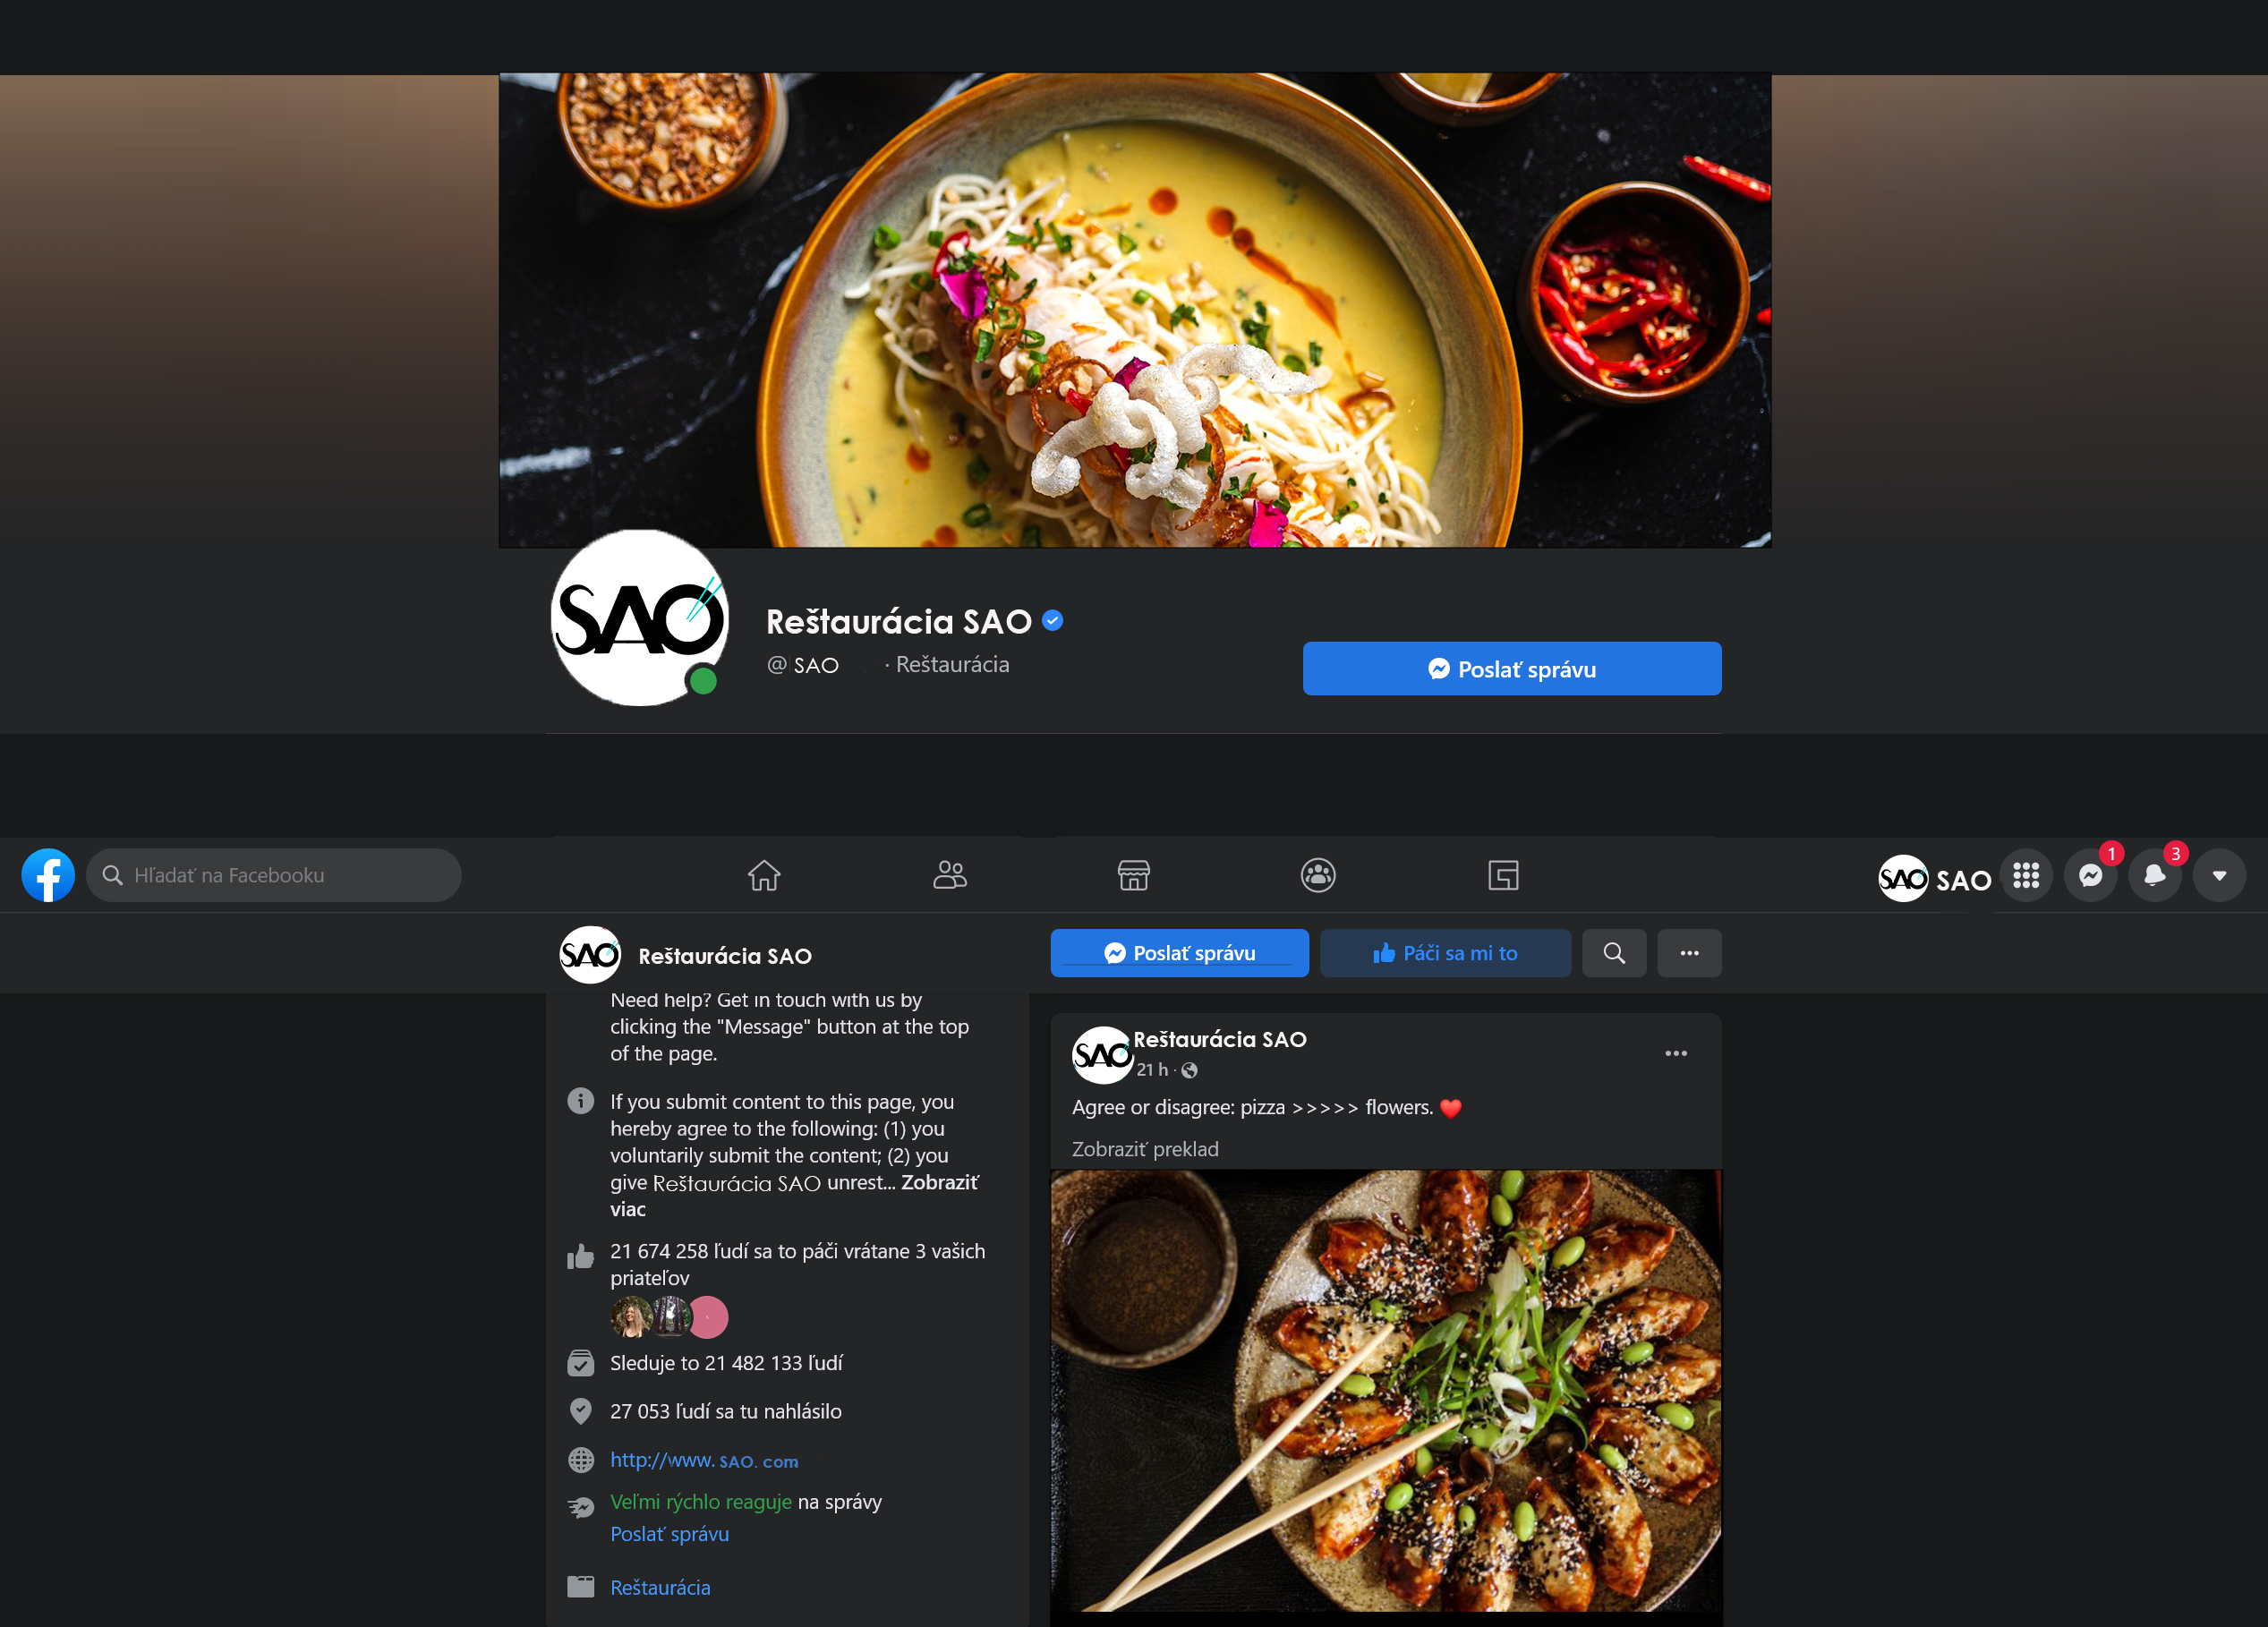 SAO
Reštaurácia SAO
@ SAO · Reštaurácia
Poslať správu
Hľadať na Facebooku
SAO SAO
1
3
SAO
Reštaurácia SAO
Poslať správu
Páči sa mi to
Need help? Get in touch with us by
clicking the "Message" button at the top
of the page.
If you submit content to this page, you
hereby agree to the following: (1) you
voluntarily submit the content; (2) you
give Reštaurácia SAO unrest... Zobraziť
viac
21 674 258 ľudí sa to páči vrátane 3 vašich
priateľov
Sleduje to 21 482 133 ľudí
27 053 ľudí sa tu nahlásilo
http://www. SAO. com
Veľmi rýchlo reaguje na správy
Poslať správu
Reštaurácia
SAO
Reštaurácia SAO
21 h ·
Agree or disagree: pizza >>>>> flowers. ❤️
Zobraziť preklad